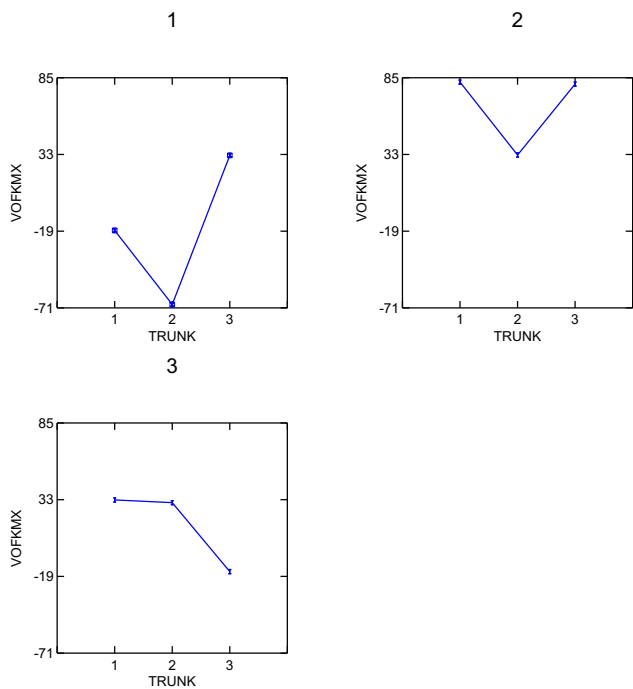 1
85
33
-19
-71
VOFKMX
1 2 3
TRUNK
2
85
33
-19
-71
VOFKMX
1 2 3
TRUNK
3
85
33
-19
-71
VOFKMX
1 2 3
TRUNK